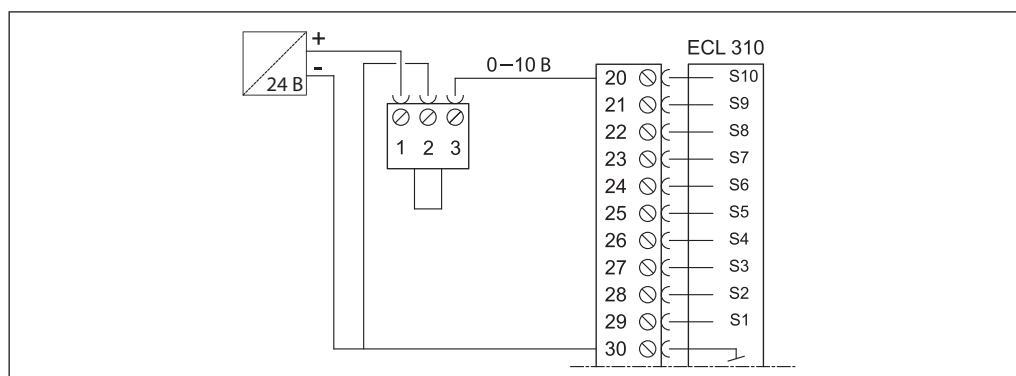 ECL 310
+
-
24 В
0–10 В
1 2 3
20 S10
21 S9
22 S8
23 S7
24 S6
25 S5
26 S4
27 S3
28 S2
29 S1
30